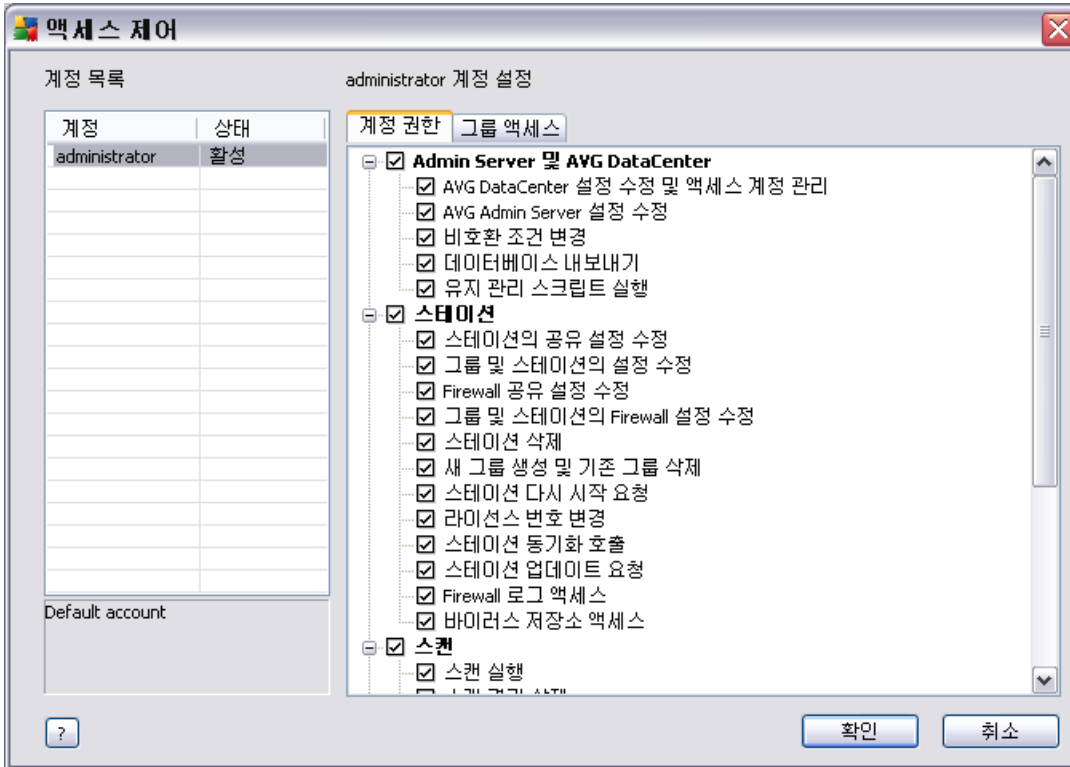 액세스 제어
계정 목록
administrator 계정 설정
계정 상태
administrator 활성
Default account
계정 권한 그룹 액세스
Admin Server 및 AVG DataCenter
AVG DataCenter 설정 수정 및 액세스 계정 관리
AVG Admin Server 설정 수정
비호환 조건 변경
데이터베이스 내보내기
유지 관리 스크립트 실행
스테이션
스테이션의 공유 설정 수정
그룹 및 스테이션의 설정 수정
Firewall 공유 설정 수정
그룹 및 스테이션의 Firewall 설정 수정
스테이션 삭제
새 그룹 생성 및 기존 그룹 삭제
스테이션 다시 시작 요청
라이선스 번호 변경
스테이션 동기화 호출
스테이션 업데이트 요청
Firewall 로그 액세스
바이러스 저장소 액세스
스캔
스캔 실행
?
확인
취소